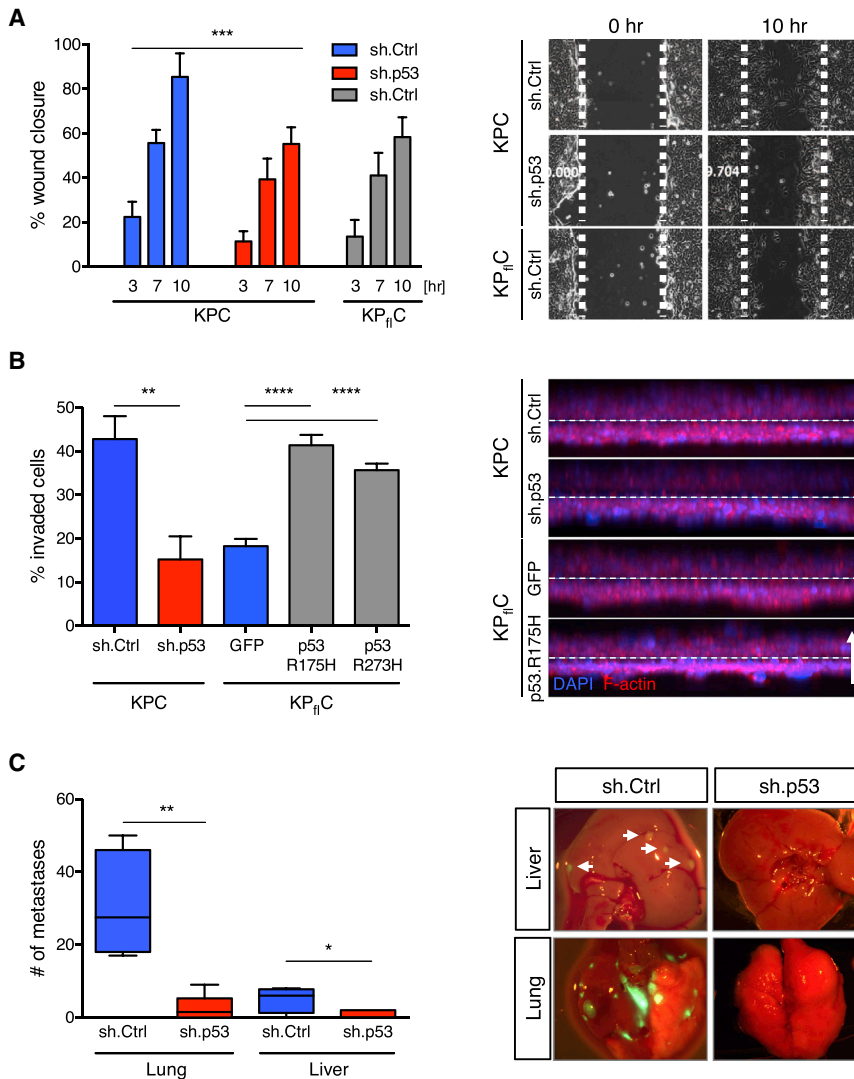 A
% wound closure
100
80
60
40
20
0
***
sh.Ctrl
sh.p53
sh.Ctrl
3 7 10 3 7 10 3 7 10 [hr]
KPC KPflC
0 hr 10 hr
KPC
sh.Ctrl
sh.p53
0.000 9.704
KPflC
sh.Ctrl
B
% invaded cells
50
40
30
20
10
0
** **** ****
sh.Ctrl sh.p53 GFP p53 p53
R175H R273H
KPC KPflC
KPC
sh.Ctrl
sh.p53
KPflC
GFP
p53.R175H
DAPI F-actin
C
# of metastases
60
40
20
0
**
*
sh.Ctrl sh.p53 sh.Ctrl sh.p53
Lung Liver
sh.Ctrl sh.p53
Liver
Lung